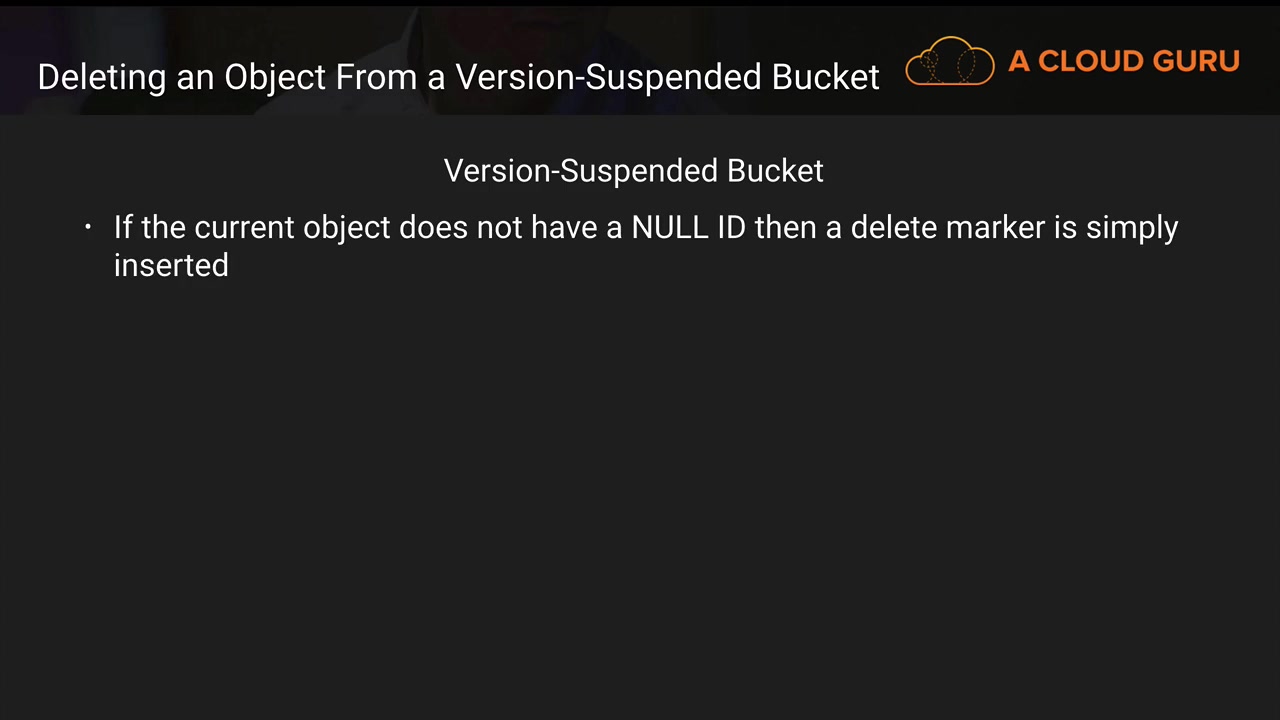 Deleting an Object From a Version-Suspended Bucket
A CLOUD GURU
Version-Suspended Bucket
· If the current object does not have a NULL ID then a delete marker is simply
inserted